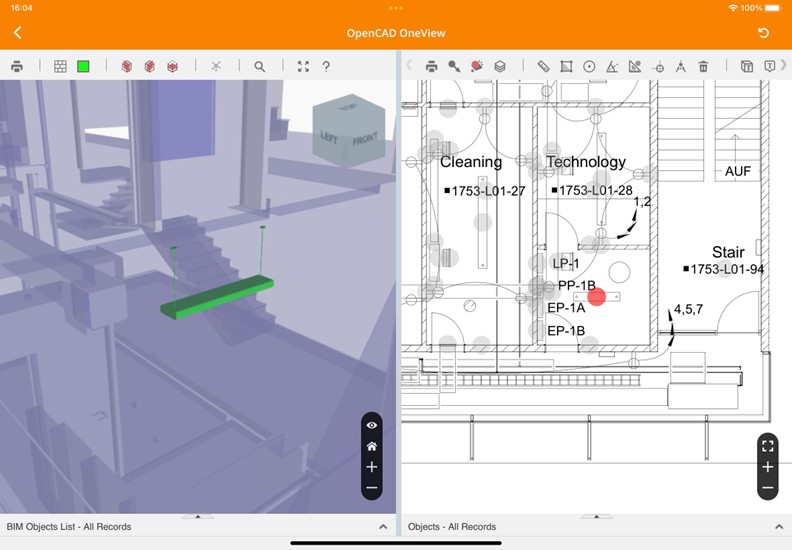 16:04
100%
OpenCAD OneView
?
LEFT
FRONT
Cleaning
1753-L01-27
Technology
1753-L01-28
AUF
1,2
Stair
1753-L01-94
LP-1
PP-1B
EP-1A
EP-1B
4,5,7
BIM Objects List - All Records
Objects - All Records